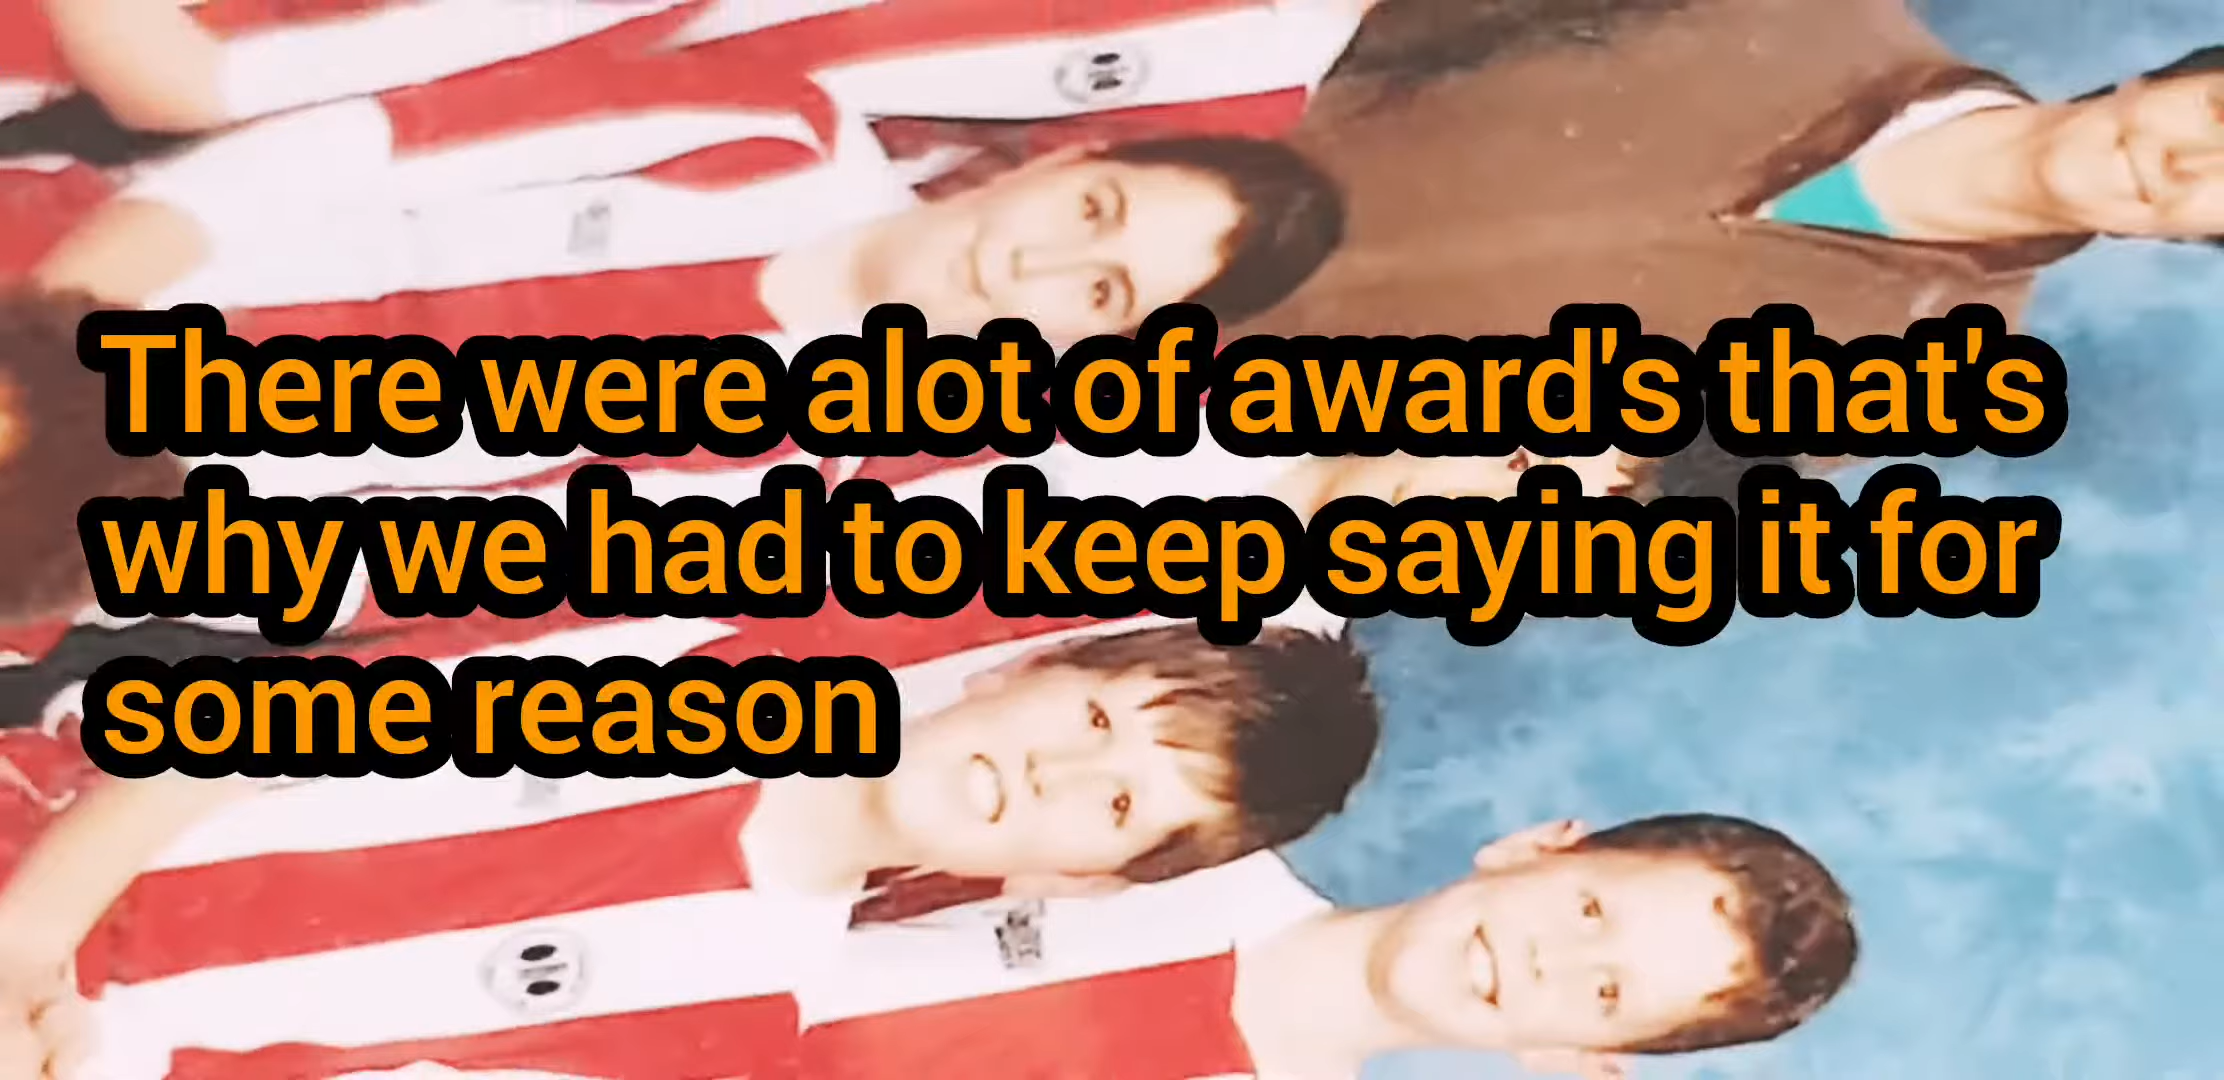 There were alot of award's that's
why we had to keep saying it for
some reason